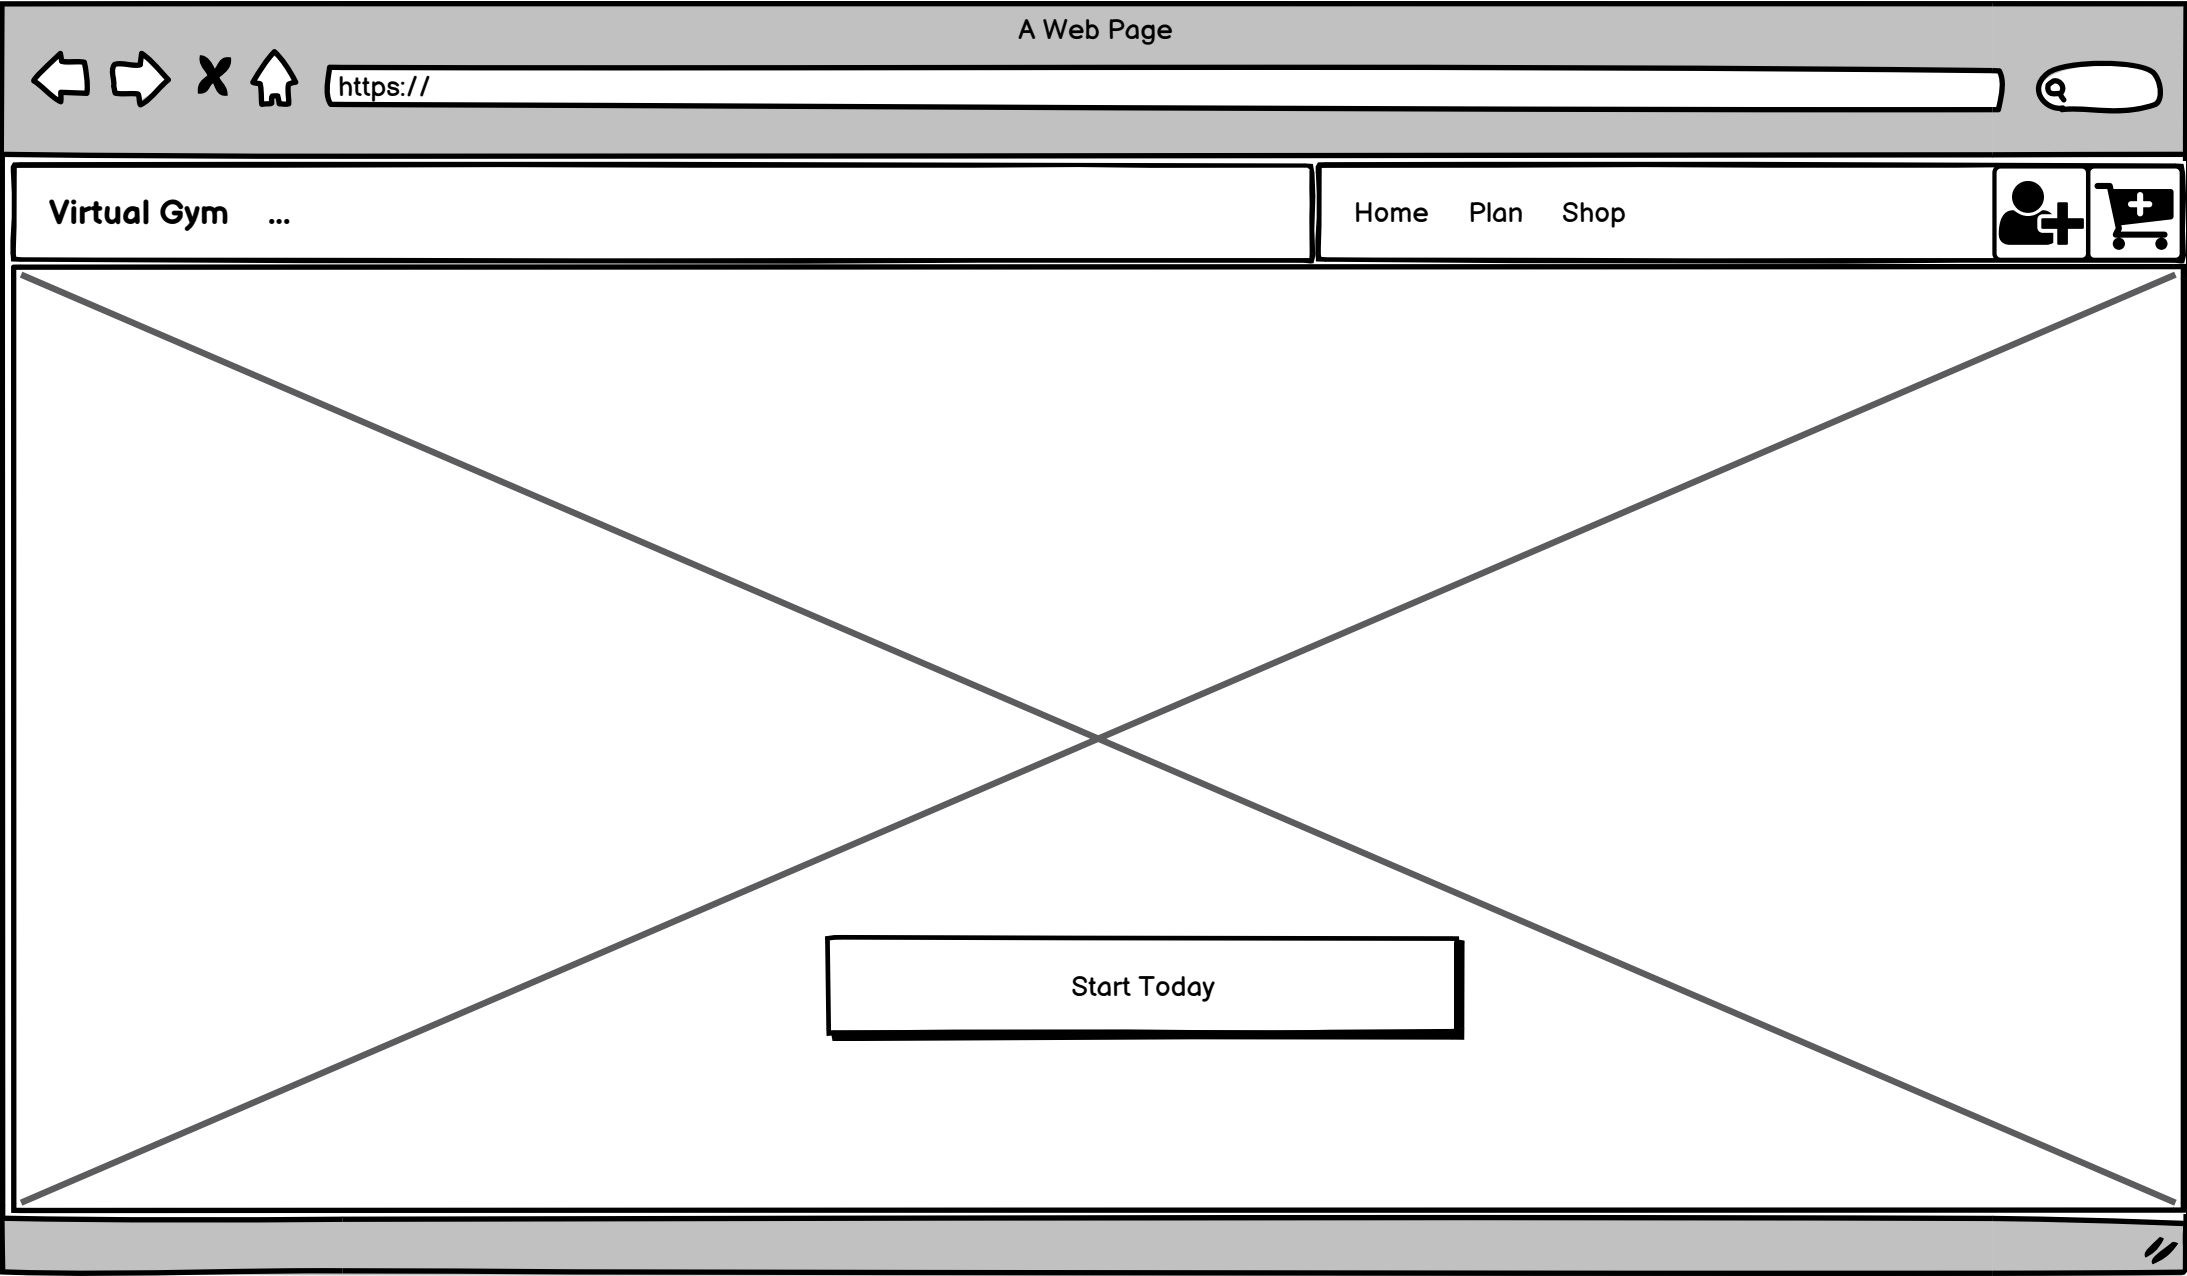 A Web Page
https://
Virtual Gym ...
Home Plan Shop
Start Today